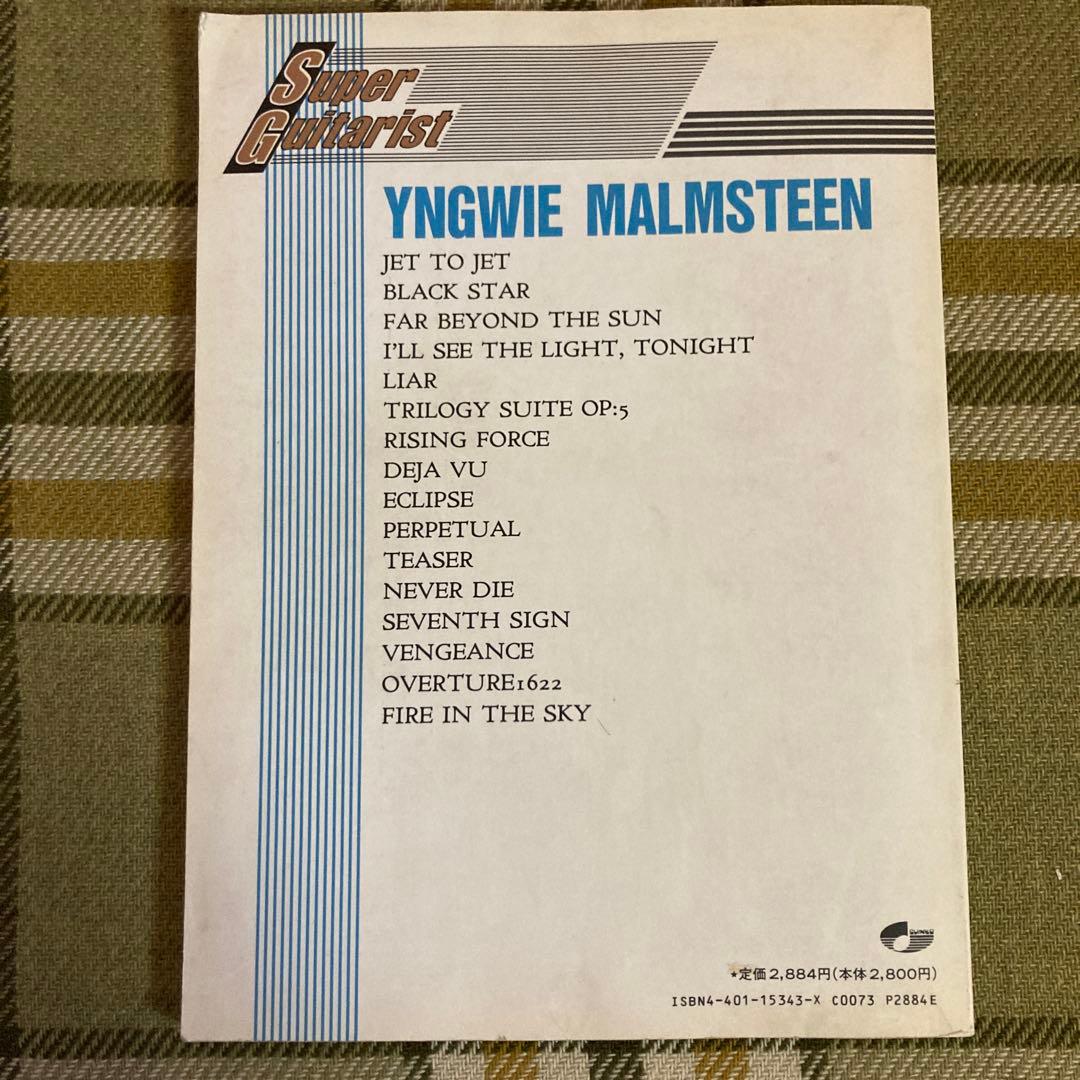 Super
Guitarist
YNGWIE MALMSTEEN
JET TO JET
BLACK STAR
FAR BEYOND THE SUN
I'LL SEE THE LIGHT, TONIGHT
LIAR
TRILOGY SUITE OP:5
RISING FORCE
DEJA VU
ECLIPSE
PERPETUAL
TEASER
NEVER DIE
SEVENTH SIGN
VENGEANCE
OVERTURE1622
FIRE IN THE SKY
★定価2,884円(本体2,800円)
ISBN4-401-15343-X C0073 P2884E